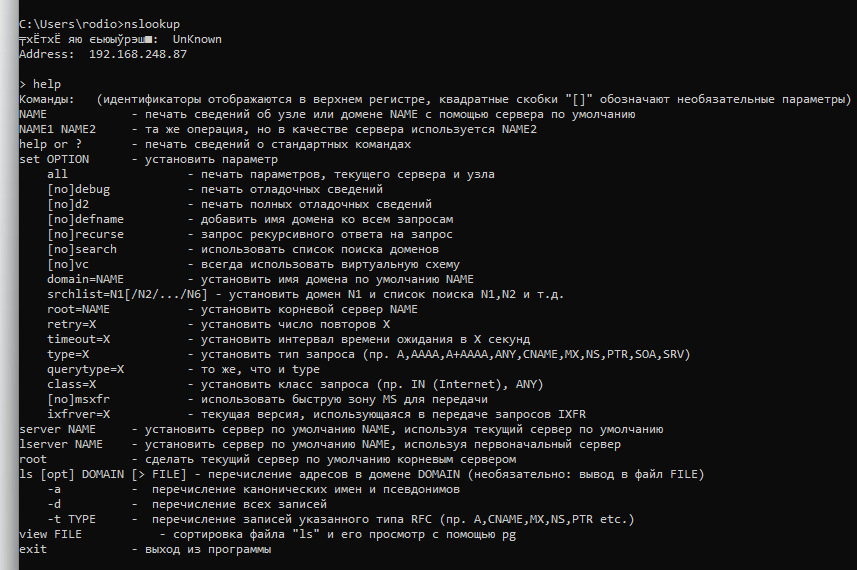 C:\Users\rodio>nslookup
╤хЁтхЁ яю єьюыўрэш■:  UnKnown
Address:  192.168.248.87
> help
Команды:   (идентификаторы отображаются в верхнем регистре, квадратные скобки "[]" обозначают необязательные параметры)
NAME            - печать сведений об узле или домене NAME с помощью сервера по умолчанию
NAME1 NAME2     - та же операция, но в качестве сервера используется NAME2
help or ?       - печать сведений о стандартных командах
set OPTION      - установить параметр
    all                 - печать параметров, текущего сервера и узла
    [no]debug           - печать отладочных сведений
    [no]d2              - печать полных отладочных сведений
    [no]defname         - добавить имя домена ко всем запросам
    [no]recurse         - запрос рекурсивного ответа на запрос
    [no]search          - использовать список поиска доменов
    [no]vc              - всегда использовать виртуальную схему
    domain=NAME         - установить имя домена по умолчанию NAME
    srchlist=N1[/N2/.../N6] - установить домен N1 и список поиска N1,N2 и т.д.
    root=NAME           - установить корневой сервер NAME
    retry=X             - установить число повторов X
    timeout=X           - установить интервал времени ожидания в X секунд
    type=X              - установить тип запроса (пр. A,AAAA,A+AAAA,ANY,CNAME,MX,NS,PTR,SOA,SRV)
    querytype=X         - то же, что и type
    class=X             - установить класс запроса (пр. IN (Internet), ANY)
    [no]msxfr           - использовать быструю зону MS для передачи
    ixfrver=X           - текущая версия, использующаяся в передаче запросов IXFR
server NAME     - установить сервер по умолчанию NAME, используя текущий сервер по умолчанию
lserver NAME    - установить сервер по умолчанию NAME, используя первоначальный сервер
root            - сделать текущий сервер по умолчанию корневым сервером
ls [opt] DOMAIN [> FILE] - перечисление адресов в домене DOMAIN (необязательно: вывод в файл FILE)
    -a          -  перечисление канонических имен и псевдонимов
    -d          -  перечисление всех записей
    -t TYPE     -  перечисление записей указанного типа RFC (пр. A,CNAME,MX,NS,PTR etc.)
view FILE           - сортировка файла "ls" и его просмотр с помощью pg
exit            - выход из программы